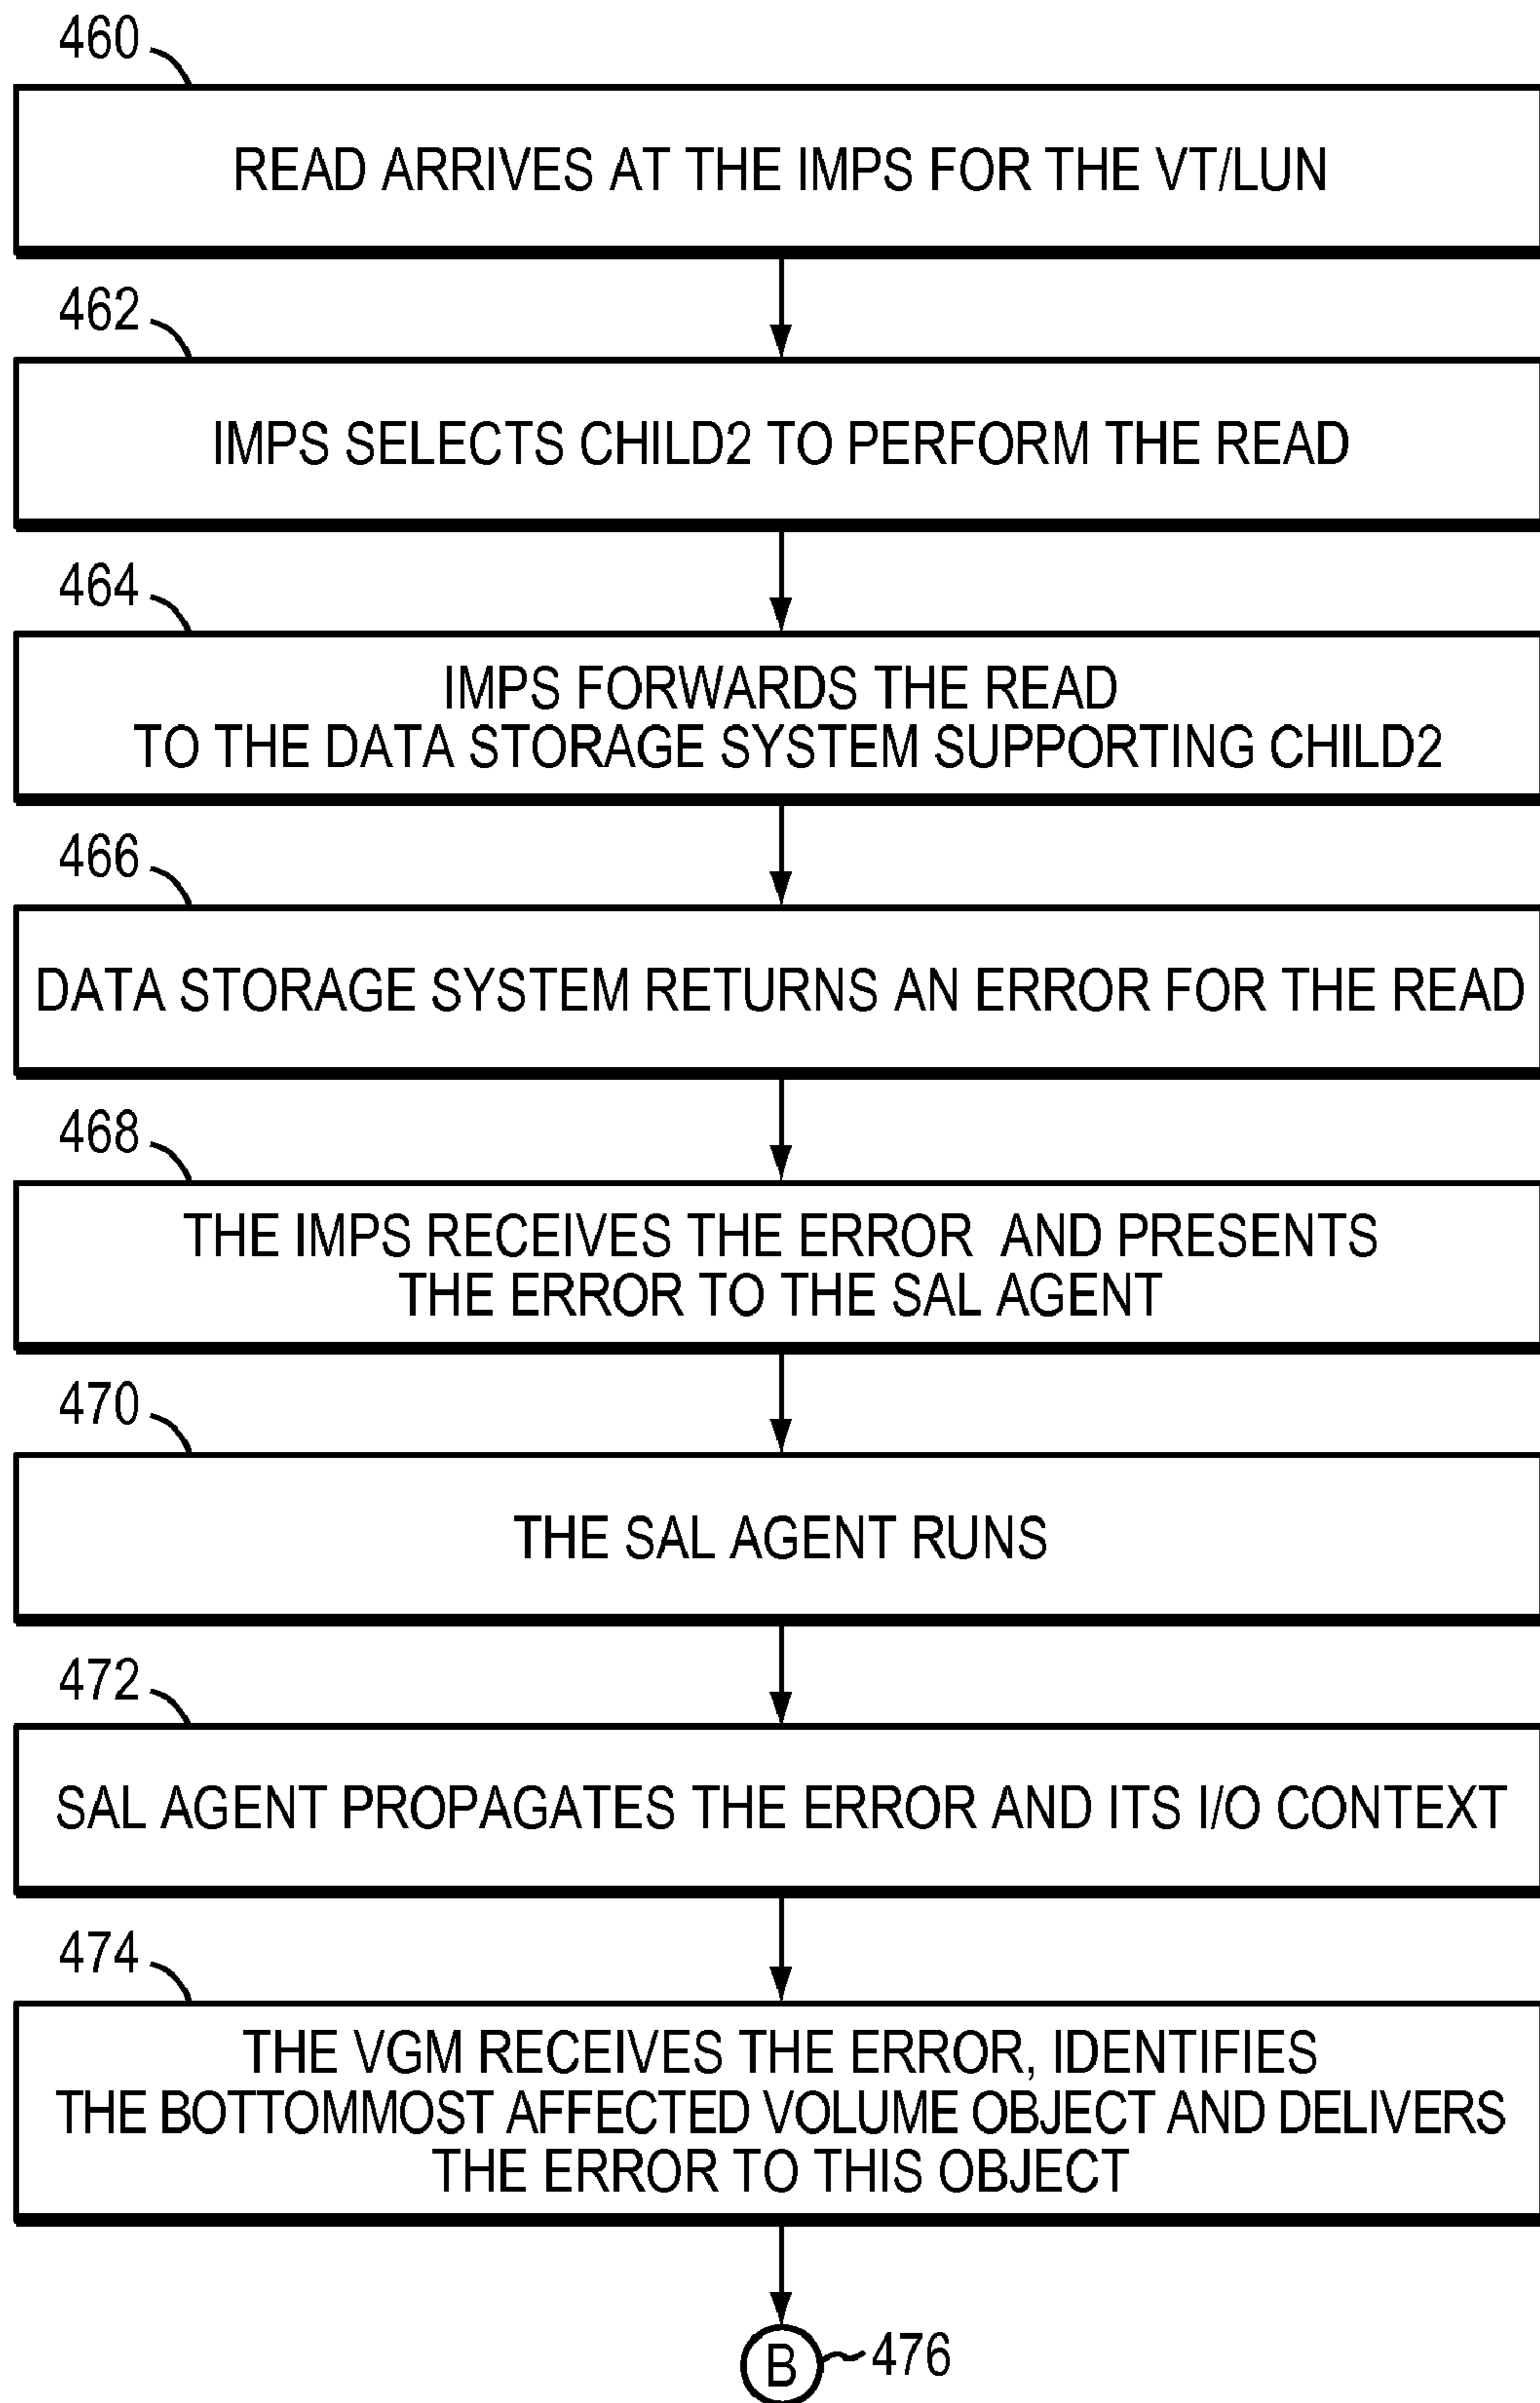 460
READ ARRIVES AT THE IMPS FOR THE VT/LUN
462
IMPS SELECTS CHILD2 TO PERFORM THE READ
464
IMPS FORWARDS THE READ
TO THE DATA STORAGE SYSTEM SUPPORTING CHILD2
466
DATA STORAGE SYSTEM RETURNS AN ERROR FOR THE READ
468
THE IMPS RECEIVES THE ERROR AND PRESENTS
THE ERROR TO THE SAL AGENT
470
THE SAL AGENT RUNS
472
SAL AGENT PROPAGATES THE ERROR AND ITS I/O CONTEXT
474
THE VGM RECEIVES THE ERROR, IDENTIFIES
THE BOTTOMMOST AFFECTED VOLUME OBJECT AND DELIVERS
THE ERROR TO THIS OBJECT
B 476